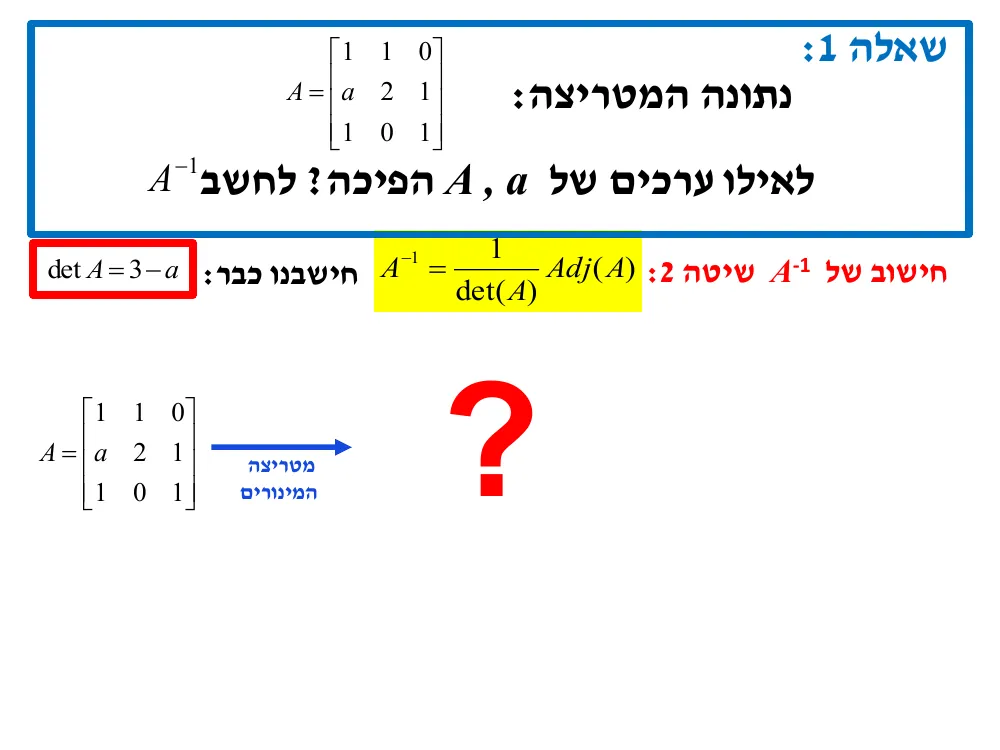 שאלה 1:
נתונה המטריצה: A = [1 1 0; a 2 1; 1 0 1]
לאילו ערכים של a , A הפיכה? לחשב A⁻¹
חישוב של A⁻¹ שיטה 2: A⁻¹ = 1/det(A) Adj(A) חישבנו כבר: det A = 3 − a
A = [1 1 0; a 2 1; 1 0 1]
מטריצה
המינורים
?